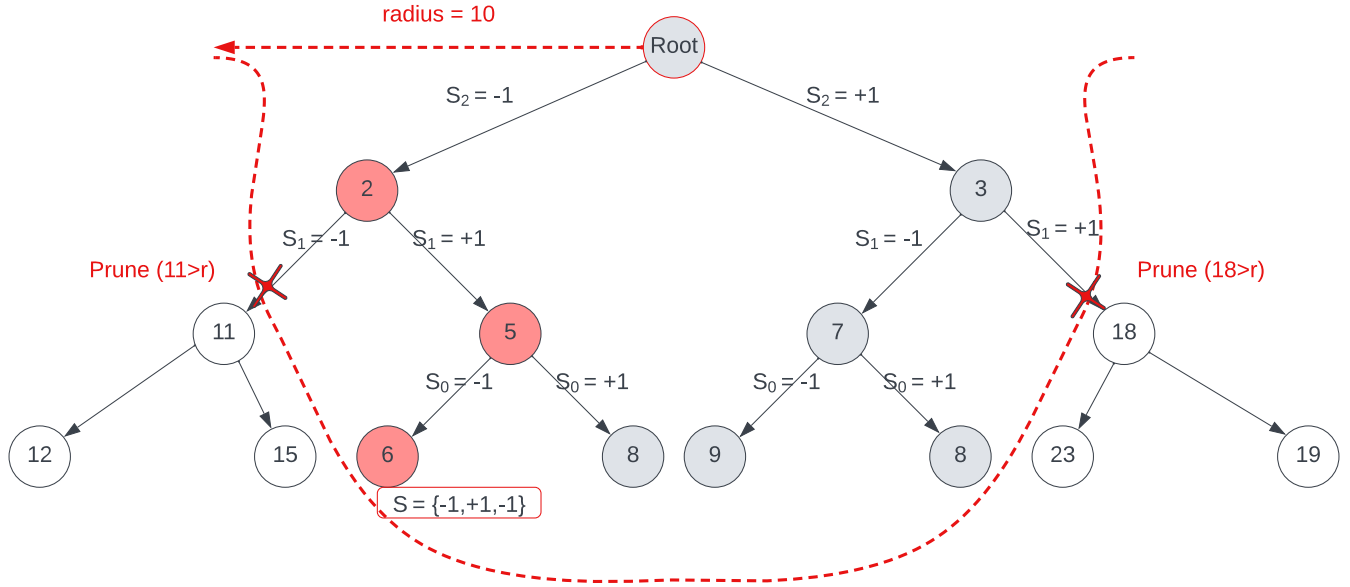 radius = 10
Root
S₂ = -1
S₂ = +1
2
3
S₁ = -1
S₁ = +1
S₁ = -1
S₁ = +1
Prune (11>r)
Prune (18>r)
11
5
7
18
S₀ = -1
S₀ = +1
S₀ = -1
S₀ = +1
12
15
6
8
9
8
23
19
S = {-1,+1,-1}